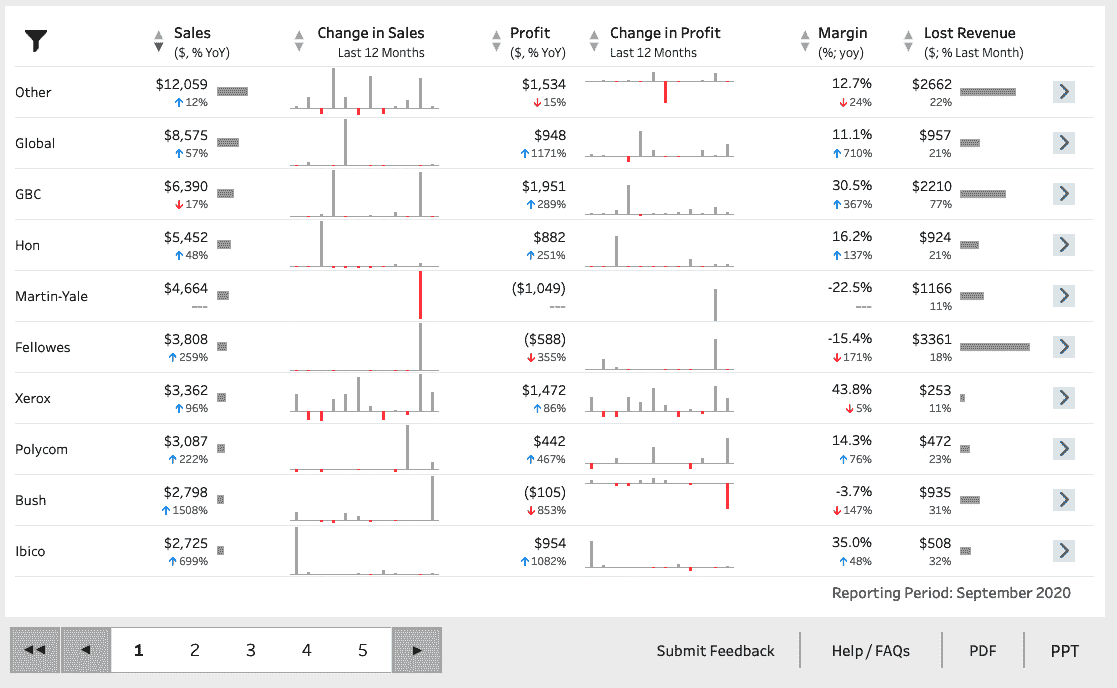 Sales Change in Sales Profit Change in Profit Margin Lost Revenue
($, % YoY) Last 12 Months ($, % YoY) Last 12 Months (%; yoy) ($; % Last Month)
Other $12,059 $1,534 12.7% $2662
12% 15% 24% 22%
Global $8,575 $948 11.1% $957
57% 1171% 710% 21%
GBC $6,390 $1,951 30.5% $2210
17% 289% 367% 77%
Hon $5,452 $882 16.2% $924
48% 251% 137% 21%
Martin-Yale $4,664 ($1,049) -22.5% $1166
--- --- --- 11%
Fellowes $3,808 ($588) -15.4% $3361
259% 355% 171% 18%
Xerox $3,362 $1,472 43.8% $253
96% 86% 5% 11%
Polycom $3,087 $442 14.3% $472
222% 467% 76% 23%
Bush $2,798 ($105) -3.7% $935
1508% 853% 147% 31%
Ibico $2,725 $954 35.0% $508
699% 1082% 48% 32%
Reporting Period: September 2020
1 2 3 4 5 Submit Feedback Help / FAQs PDF PPT